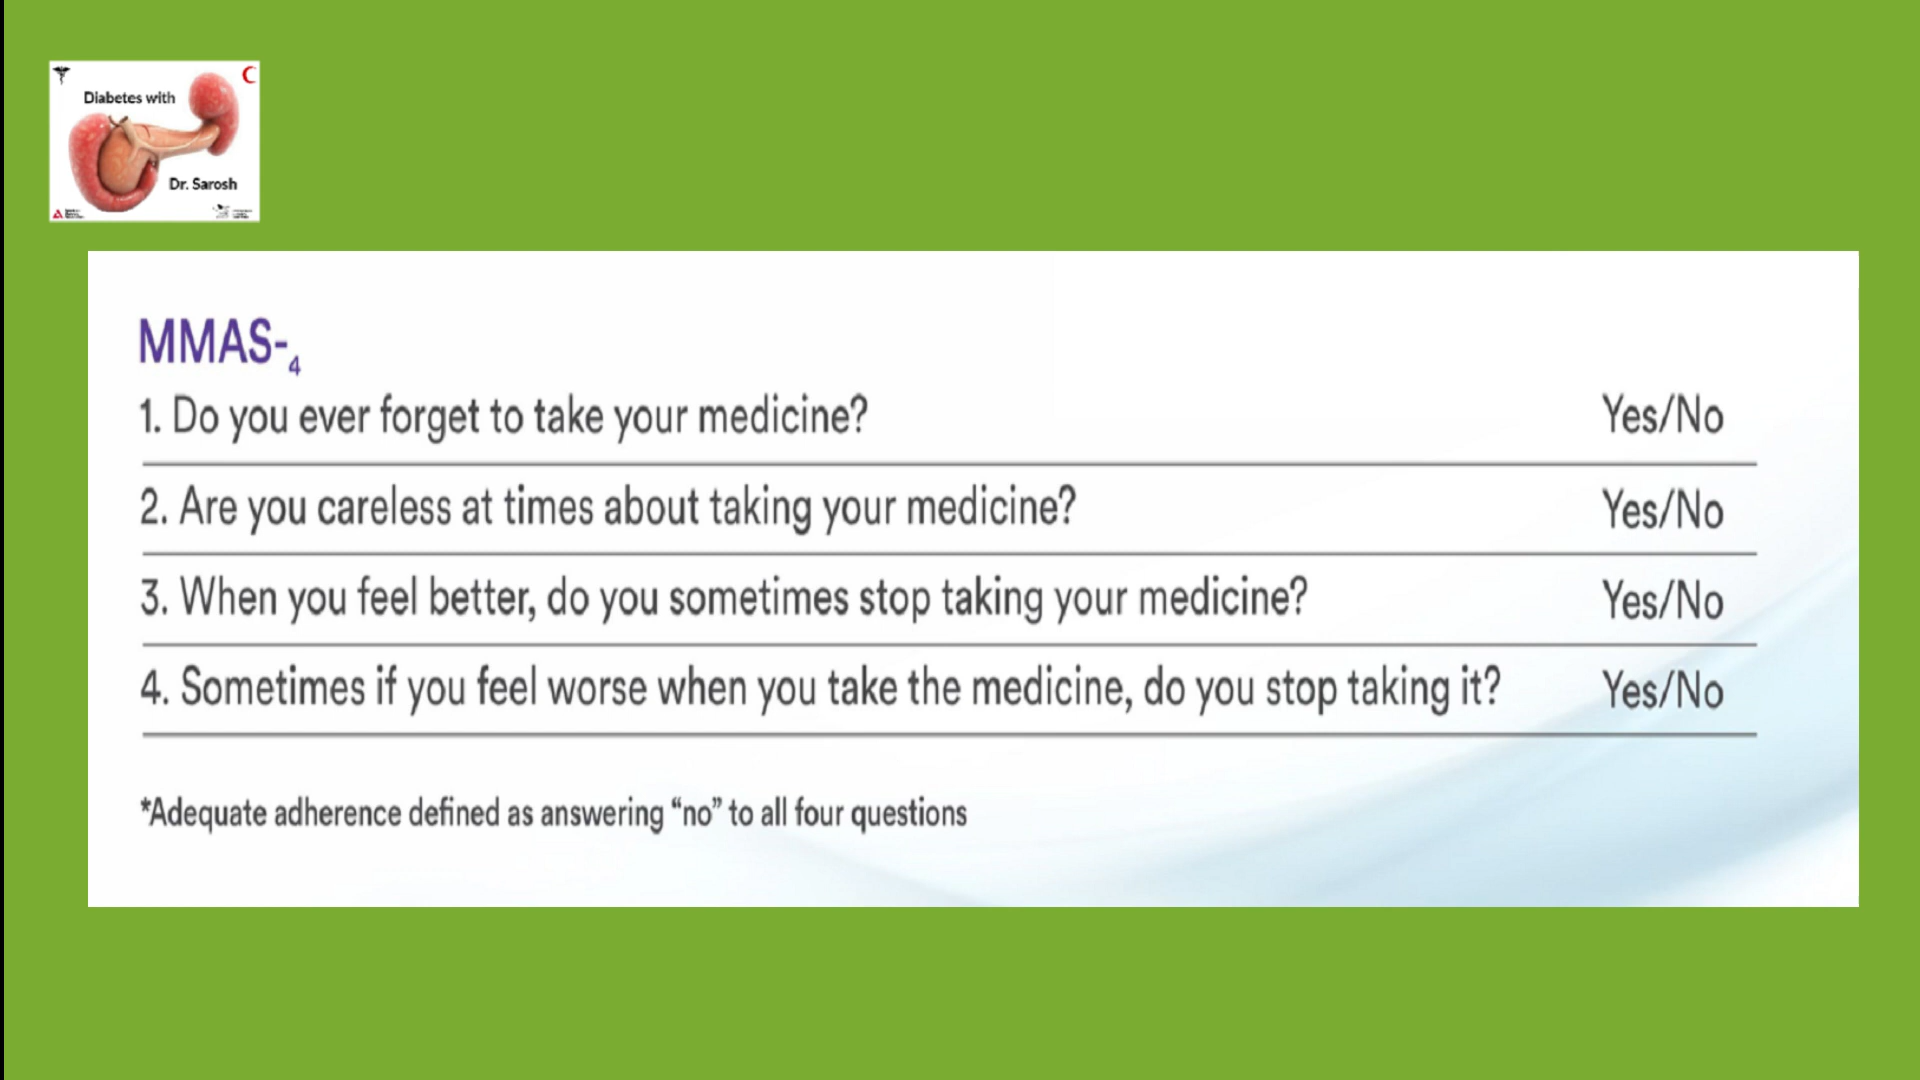 Diabetes with
Dr. Sarosh
MMAS-4
1. Do you ever forget to take your medicine? Yes/No
2. Are you careless at times about taking your medicine? Yes/No
3. When you feel better, do you sometimes stop taking your medicine? Yes/No
4. Sometimes if you feel worse when you take the medicine, do you stop taking it? Yes/No
*Adequate adherence defined as answering “no” to all four questions